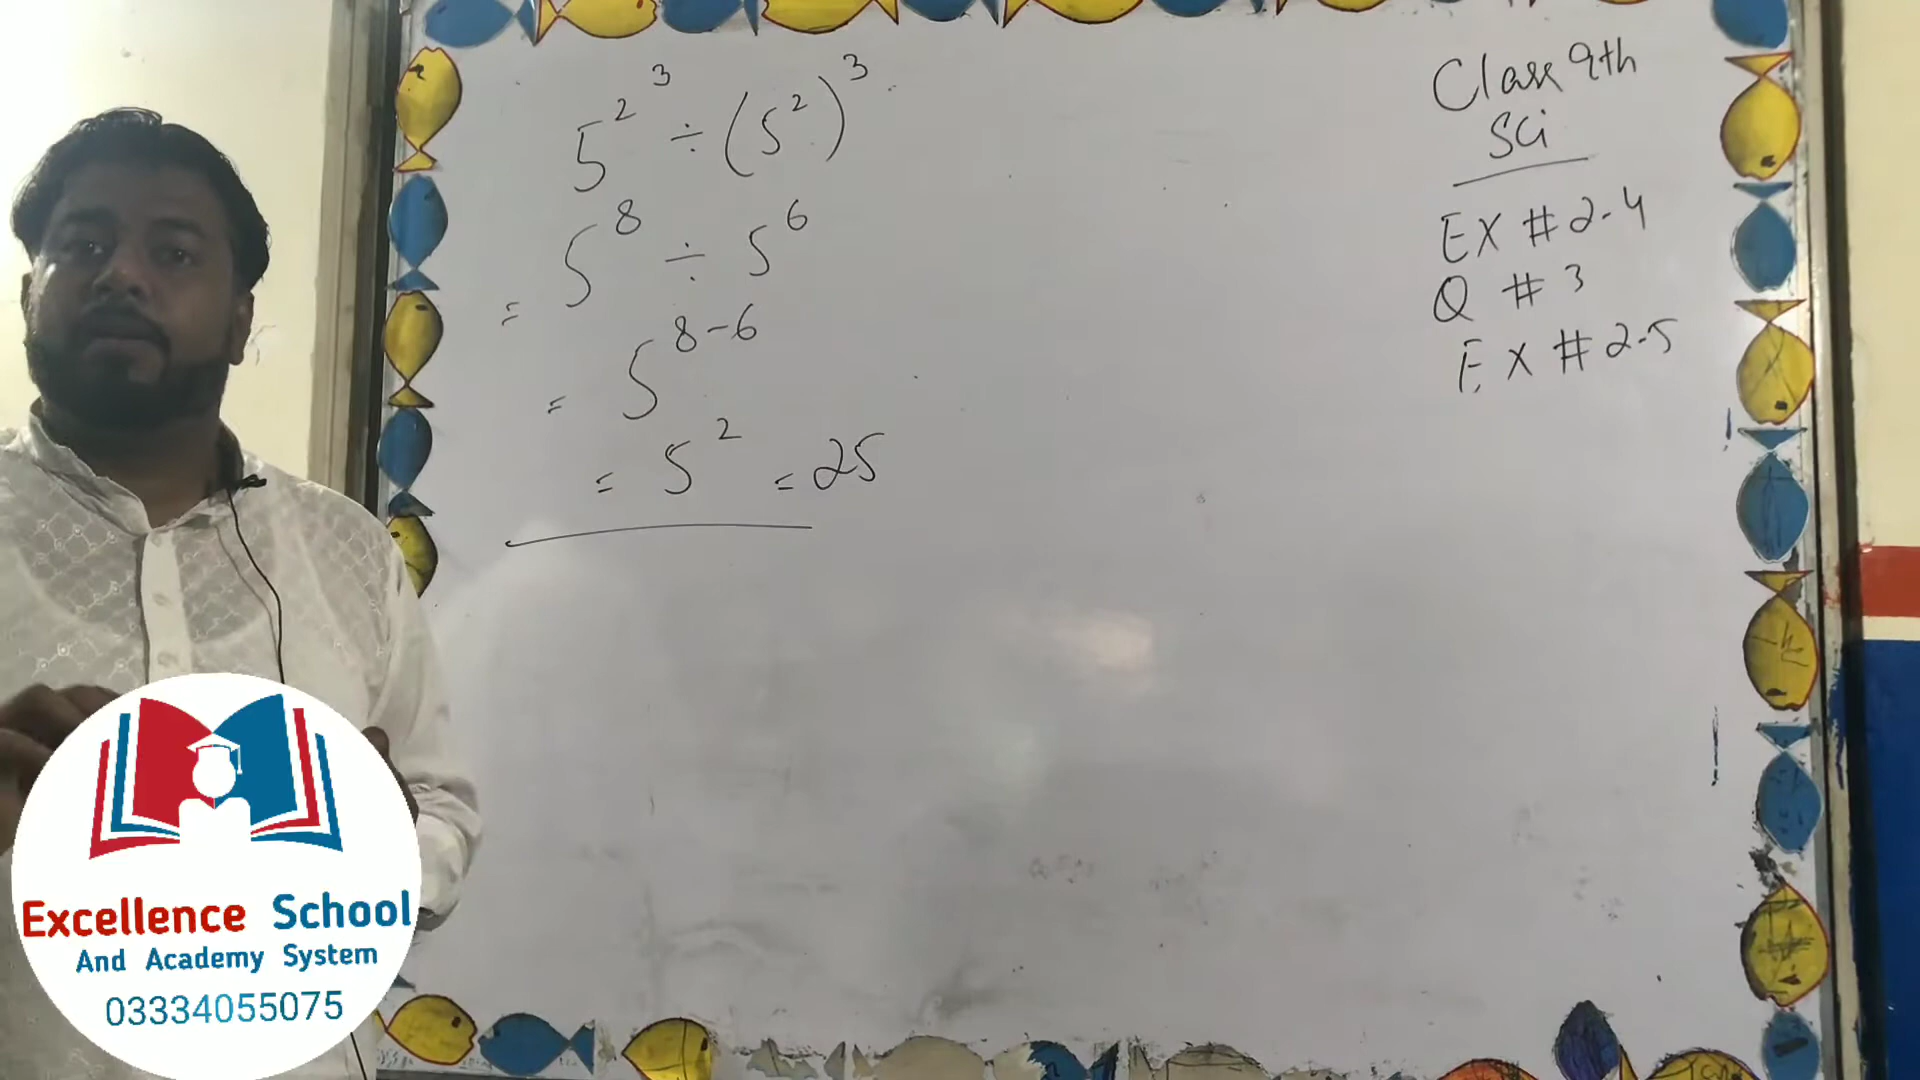 5^2^3 ÷ (5^2)^3
= 5^8 ÷ 5^6
= 5^8-6
= 5^2 = 25
Class 9th
Sci
EX # 2-4
Q # 3
EX # 2-5
Excellence School
And Academy System
03334055075